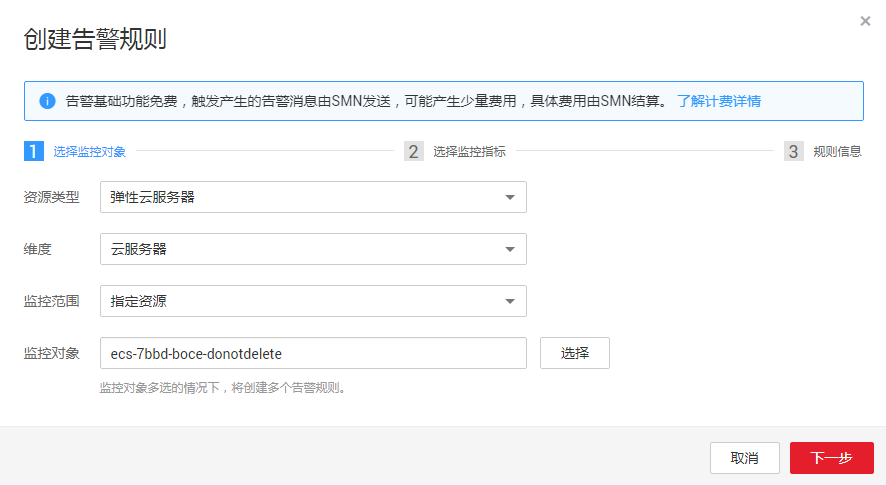 创建告警规则
告警基础功能免费，触发产生的告警消息由SMN发送，可能产生少量费用，具体费用由SMN结算。 了解计费详情
1 选择监控对象 2 选择监控指标 3 规则信息
资源类型 弹性云服务器
维度 云服务器
监控范围 指定资源
监控对象 ecs-7bbd-boce-donotdelete 选择
监控对象多选的情况下，将创建多个告警规则。
取消 下一步